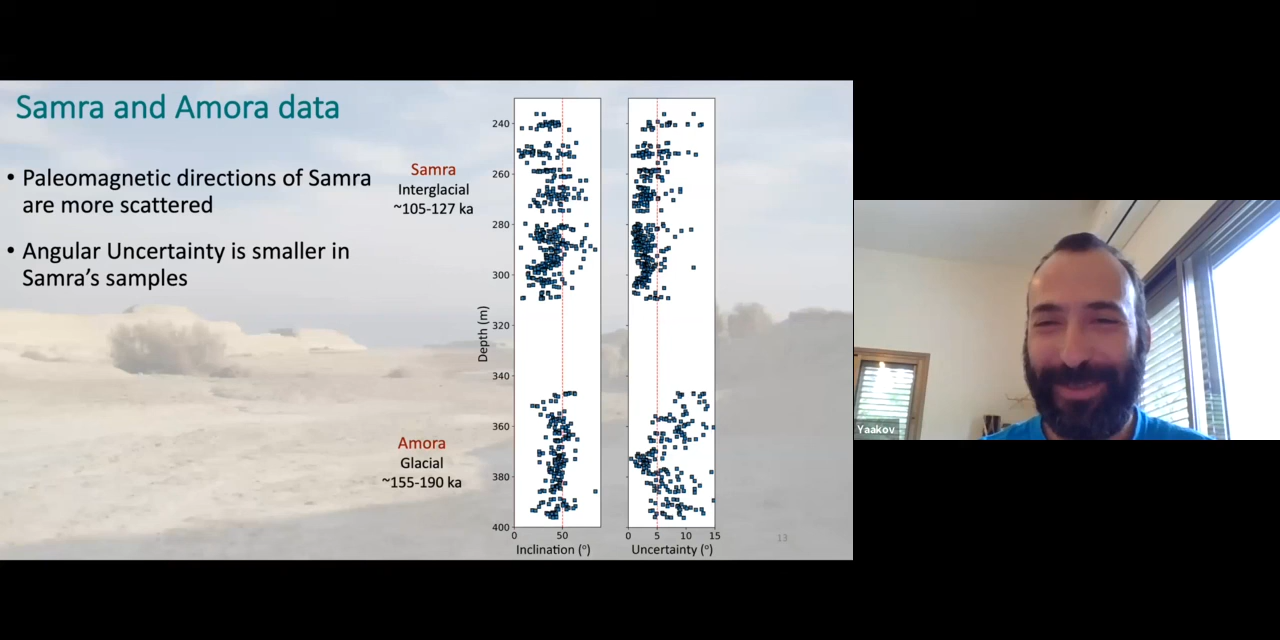 Samra and Amora data
• Paleomagnetic directions of Samra
are more scattered
• Angular Uncertainty is smaller in
Samra’s samples
Samra
Interglacial
~105-127 ka
Amora
Glacial
~155-190 ka
Depth (m)
240
260
280
300
320
340
360
380
400
0 50
Inclination (°)
0 5 10 15
Uncertainty (°)
13
Yaakov